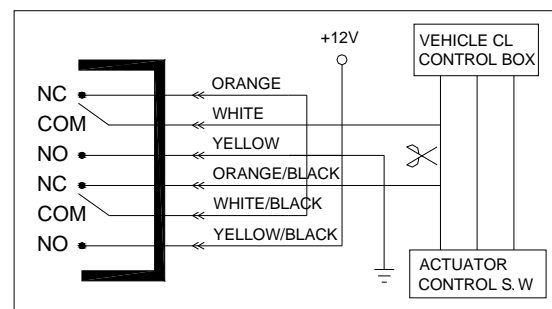 +12V
VEHICLE CL
CONTROL BOX
NC
ORANGE
COM
WHITE
NO
YELLOW
NC
ORANGE/BLACK
COM
WHITE/BLACK
NO
YELLOW/BLACK
ACTUATOR
CONTROL S. W